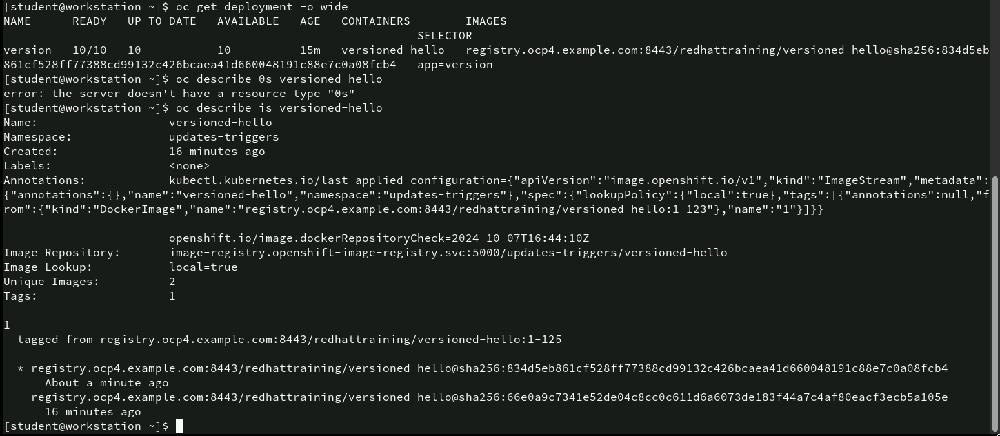 [student@workstation ~]$ oc get deployment -o wide
NAME      READY   UP-TO-DATE   AVAILABLE   AGE   CONTAINERS        IMAGES
                                                            SELECTOR
version   10/10   10           10          15m   versioned-hello   registry.ocp4.example.com:8443/redhattraining/versioned-hello@sha256:834d5eb
861cf528ff77388cd99132c426bcaea41d660048191c88e7c0a08fcb4   app=version
[student@workstation ~]$ oc describe 0s versioned-hello
error: the server doesn't have a resource type "0s"
[student@workstation ~]$ oc describe is versioned-hello
Name:                   versioned-hello
Namespace:              updates-triggers
Created:                16 minutes ago
Labels:                 <none>
Annotations:            kubectl.kubernetes.io/last-applied-configuration={"apiVersion":"image.openshift.io/v1","kind":"ImageStream","metadata":
{"annotations":{},"name":"versioned-hello","namespace":"updates-triggers"},"spec":{"lookupPolicy":{"local":true},"tags":[{"annotations":null,"f
rom":{"kind":"DockerImage","name":"registry.ocp4.example.com:8443/redhattraining/versioned-hello:1-123"},"name":"1"}]}}
                        openshift.io/image.dockerRepositoryCheck=2024-10-07T16:44:10Z
Image Repository:       image-registry.openshift-image-registry.svc:5000/updates-triggers/versioned-hello
Image Lookup:           local=true
Unique Images:          2
Tags:                   1
1
  tagged from registry.ocp4.example.com:8443/redhattraining/versioned-hello:1-125
  * registry.ocp4.example.com:8443/redhattraining/versioned-hello@sha256:834d5eb861cf528ff77388cd99132c426bcaea41d660048191c88e7c0a08fcb4
      About a minute ago
    registry.ocp4.example.com:8443/redhattraining/versioned-hello@sha256:66e0a9c7341e52de04c8cc0c611d6a6073de183f44a7c4af80eacf3ecb5a105e
      16 minutes ago
[student@workstation ~]$